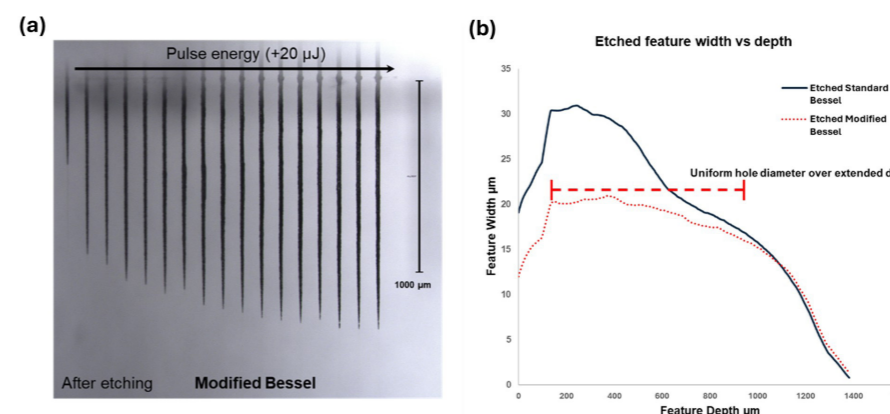 (a)
Pulse energy (+20 µJ)
1000 µm
After etching
Modified Bessel
(b)
Etched feature width vs depth
35
30
25
20
15
10
5
0
Feature Width µm
Etched Standard
Bessel
Etched Modified
Bessel
Uniform hole diameter over extended d
0
200
400
600
800
1000
1200
1400
Feature Depth µm